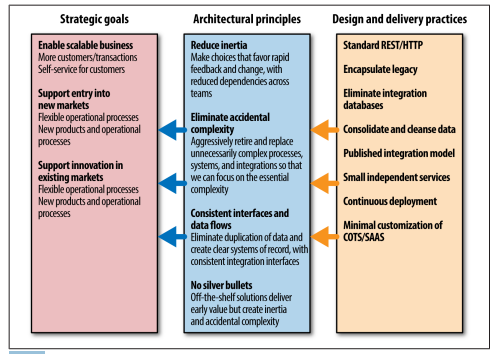 Strategic goals
Enable scalable business
More customers/transactions
Self-service for customers
Support entry into
new markets
Flexible operational processes
New products and operational
processes
Support innovation in
existing markets
Flexible operational processes
New products and operational
processes
Architectural principles
Reduce inertia
Make choices that favor rapid
feedback and change, with
reduced dependencies across
teams
Eliminate accidental
complexity
Aggressively retire and replace
unnecessarily complex processes,
systems, and integrations so that
we can focus on the essential
complexity
Consistent interfaces and
data flows
Eliminate duplication of data and
create clear systems of record, with
consistent integration interfaces
No silver bullets
Off-the-shelf solutions deliver
early value but create inertia
and accidental complexity
Design and delivery practices
Standard REST/HTTP
Encapsulate legacy
Eliminate integration
databases
Consolidate and cleanse data
Published integration model
Small independent services
Continuous deployment
Minimal customization of
COTS/SAAS